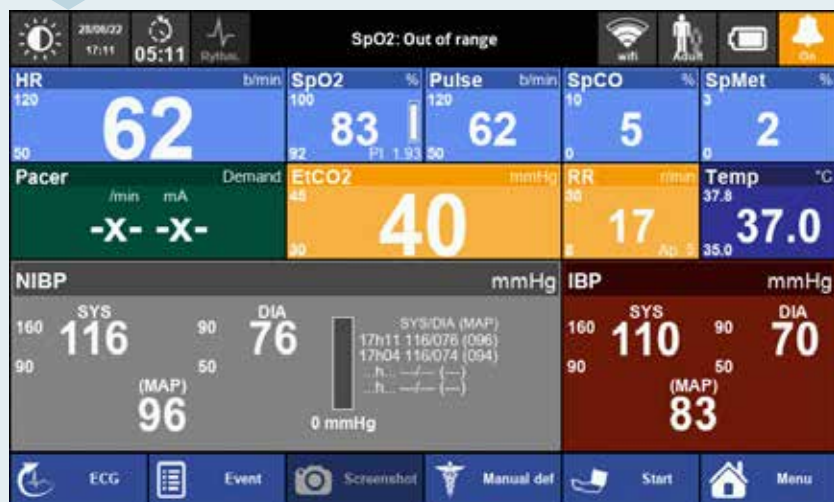 28/06/22
17:11
05:11
Rythm.
SpO2: Out of range
wifi
Adult
On
HR b/min
120
62
50
SpO2 %
100
83
92
PI 1.93
Pulse b/min
120
62
50
SpCO %
10
5
0
SpMet %
3
2
0
Pacer Demand
/min mA
-X- -X-
EtCO2 mmHg
45
40
30
RR r/min
30
17
8
Temp °C
37.8
37.0
35.0
NIBP mmHg
SYS DIA
160 116 90 76
90 50
(MAP)
96
SYS/DIA (MAP)
17h11 116/076 (096)
17h04 116/074 (094)
...h... ---/--- (---)
...h... ---/--- (---)
0 mmHg
IBP mmHg
SYS DIA
160 110 90 70
90 50
(MAP)
83
ECG
Event
Screenshot
Manual def
Start
Menu